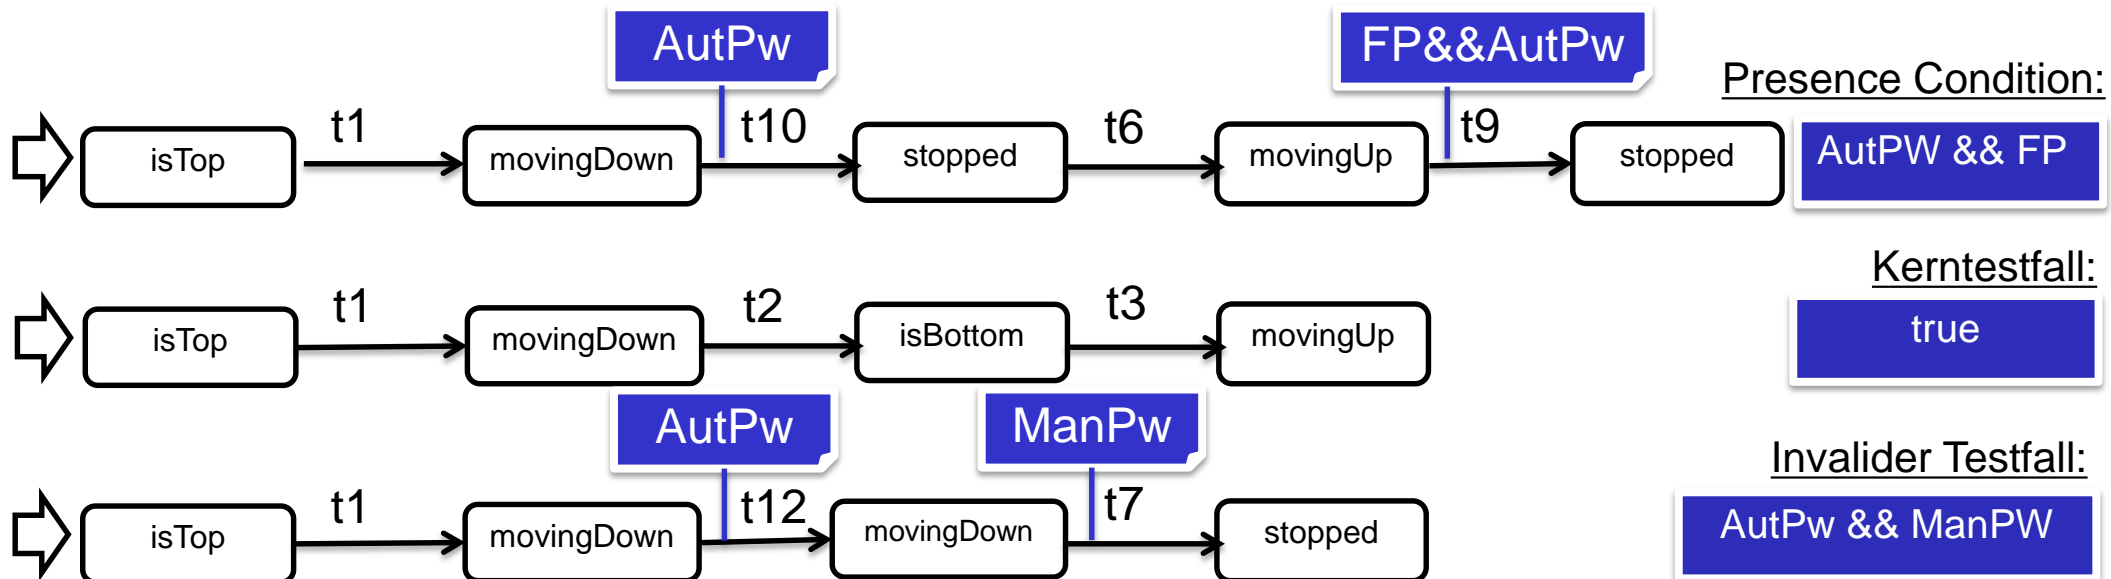 AutPw
FP&&AutPw
Presence Condition:
t1
t10
t6
t9
isTop
movingDown
stopped
movingUp
stopped
AutPW && FP
Kerntestfall:
t1
t2
t3
isTop
movingDown
isBottom
movingUp
true
AutPw
ManPw
Invalider Testfall:
t1
t12
t7
isTop
movingDown
movingDown
stopped
AutPw && ManPW